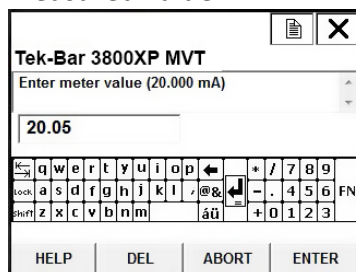 Tek-Bar 3800XP MVT
Enter meter value (20.000 mA)
20.05
q w e r t y u i o p * / 7 8 9
Lock a s d f g h j k l , @& - . 4 5 6 FN
Shift z x c v b n m áü + 0 1 2 3
HELP DEL ABORT ENTER